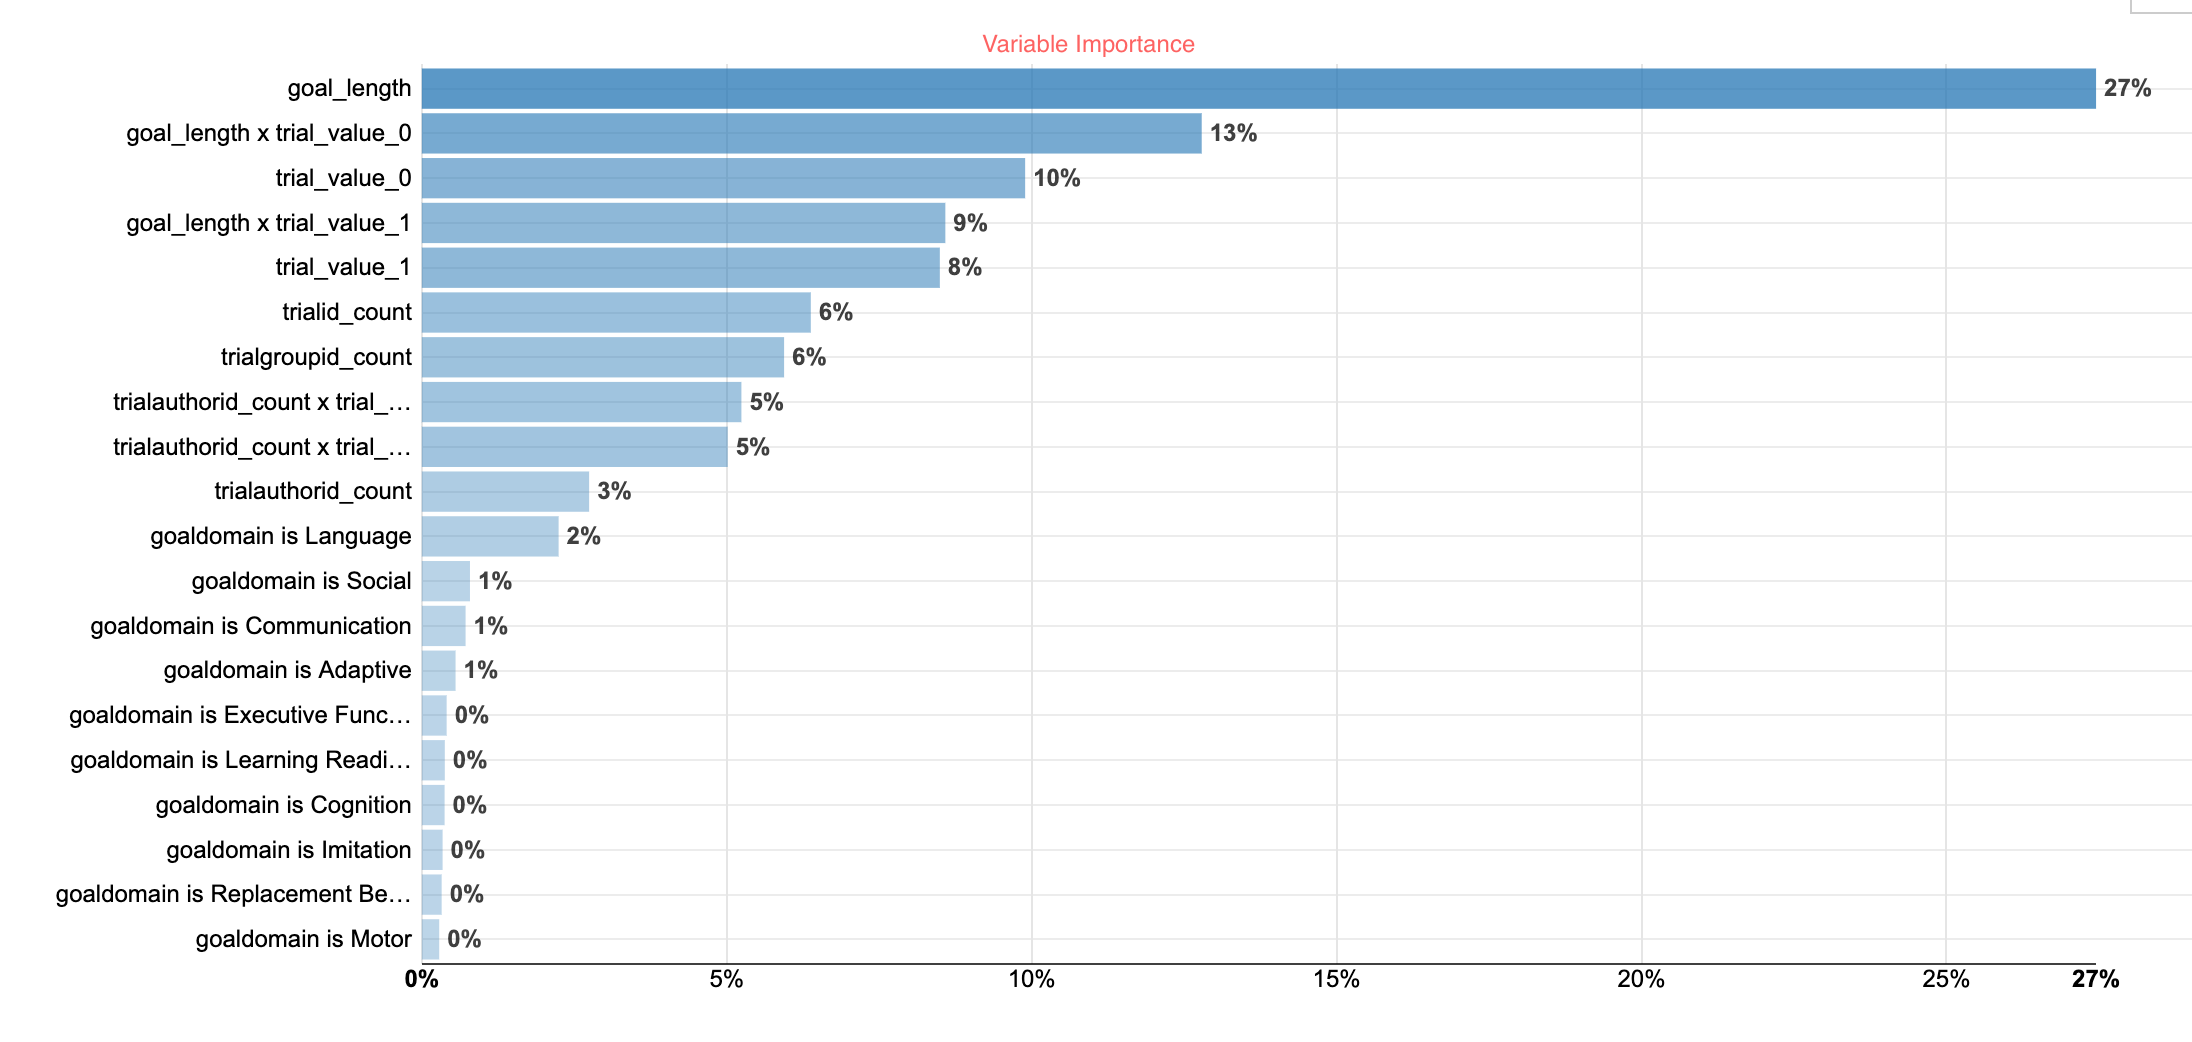 Variable Importance
goal_length 27%
goal_length x trial_value_0 13%
trial_value_0 10%
goal_length x trial_value_1 9%
trial_value_1 8%
trialid_count 6%
trialgroupid_count 6%
trialauthorid_count x trial_... 5%
trialauthorid_count x trial_... 5%
trialauthorid_count 3%
goaldomain is Language 2%
goaldomain is Social 1%
goaldomain is Communication 1%
goaldomain is Adaptive 1%
goaldomain is Executive Func... 0%
goaldomain is Learning Readi... 0%
goaldomain is Cognition 0%
goaldomain is Imitation 0%
goaldomain is Replacement Be... 0%
goaldomain is Motor 0%
0% 5% 10% 15% 20% 25% 27%